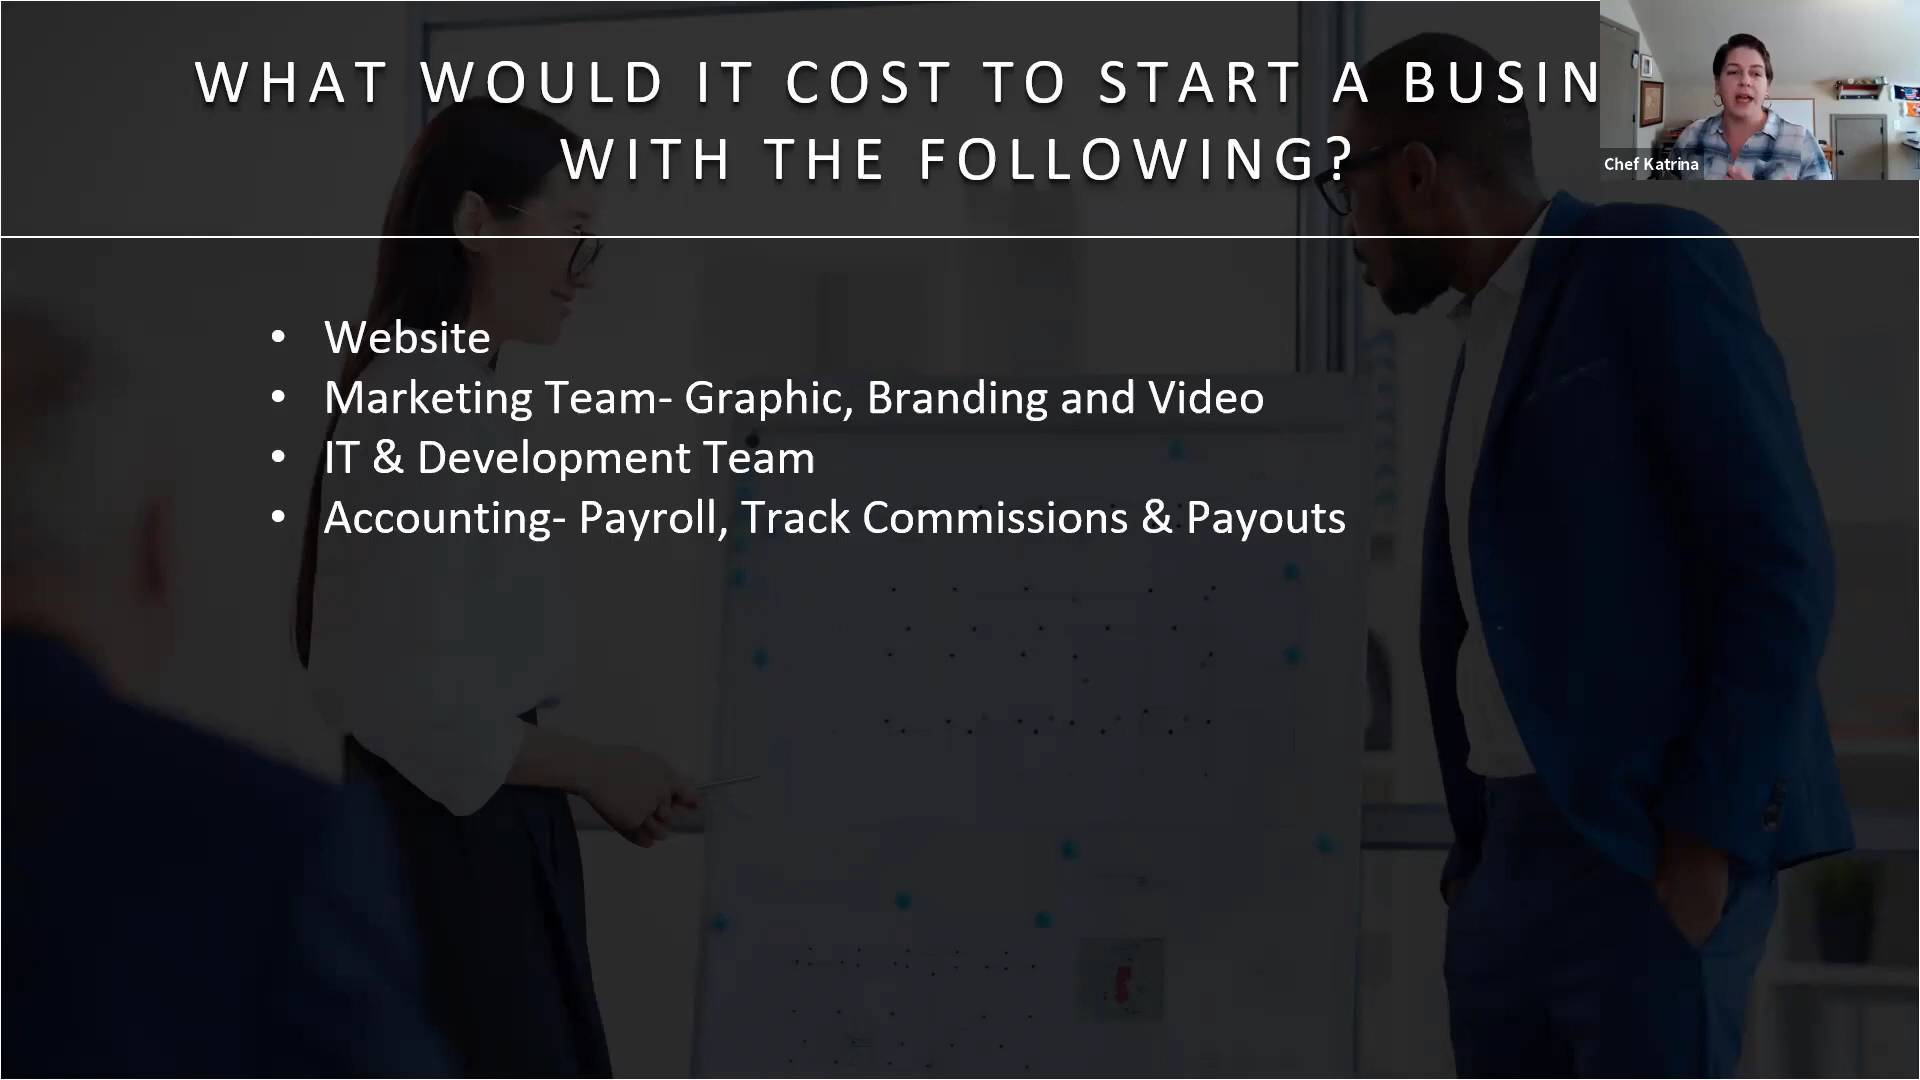 WHAT WOULD IT COST TO START A BUSIN
WITH THE FOLLOWING?
Chef Katrina
• Website
• Marketing Team- Graphic, Branding and Video
• IT & Development Team
• Accounting- Payroll, Track Commissions & Payouts